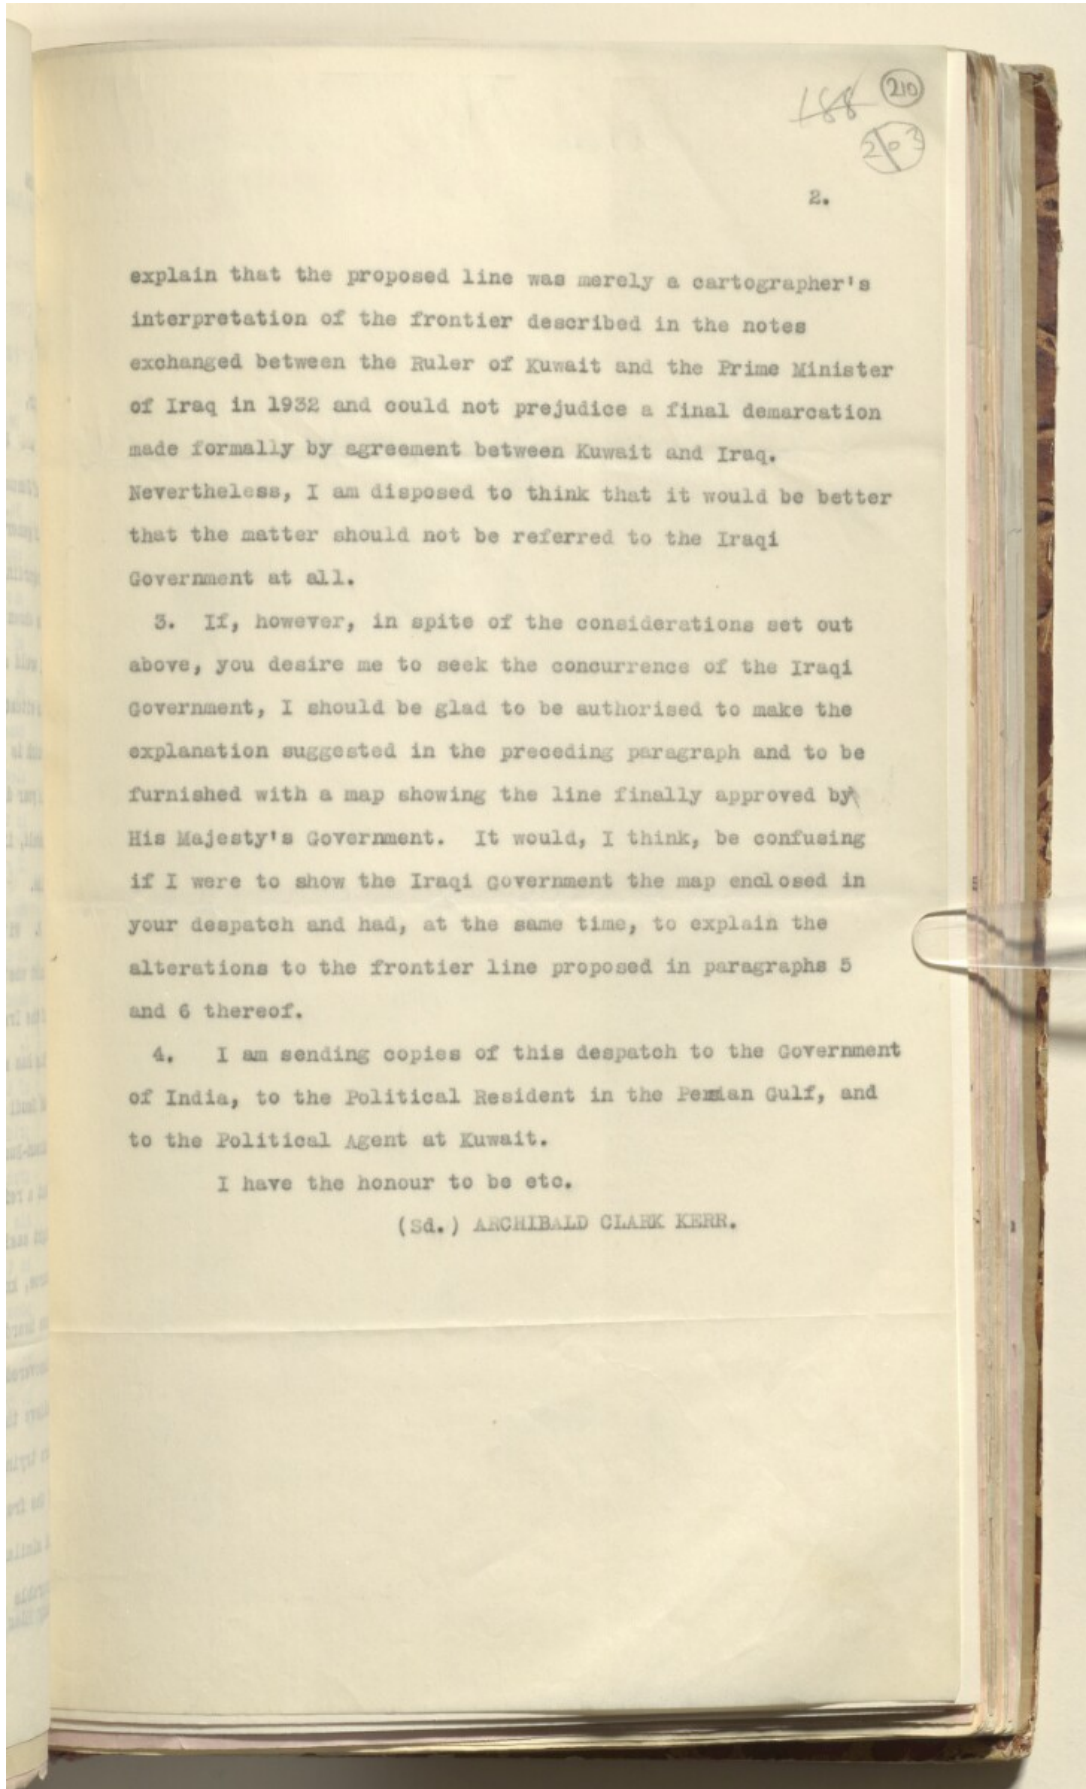 188 210
203
2.
explain that the proposed line was merely a cartographer's
interpretation of the frontier described in the notes
exchanged between the Ruler of Kuwait and the Prime Minister
of Iraq in 1932 and could not prejudice a final demarcation
made formally by agreement between Kuwait and Iraq.
Nevertheless, I am disposed to think that it would be better
that the matter should not be referred to the Iraqi
Government at all.
3. If, however, in spite of the considerations set out
above, you desire me to seek the concurrence of the Iraqi
Government, I should be glad to be authorised to make the
explanation suggested in the preceding paragraph and to be
furnished with a map showing the line finally approved by
His Majesty's Government. It would, I think, be confusing
if I were to show the Iraqi Government the map enclosed in
your despatch and had, at the same time, to explain the
alterations to the frontier line proposed in paragraphs 5
and 6 thereof.
4. I am sending copies of this despatch to the Government
of India, to the Political Resident in the Persian Gulf, and
to the Political Agent at Kuwait.
I have the honour to be etc.
(Sd.) ARCHIBALD CLARK KERR.